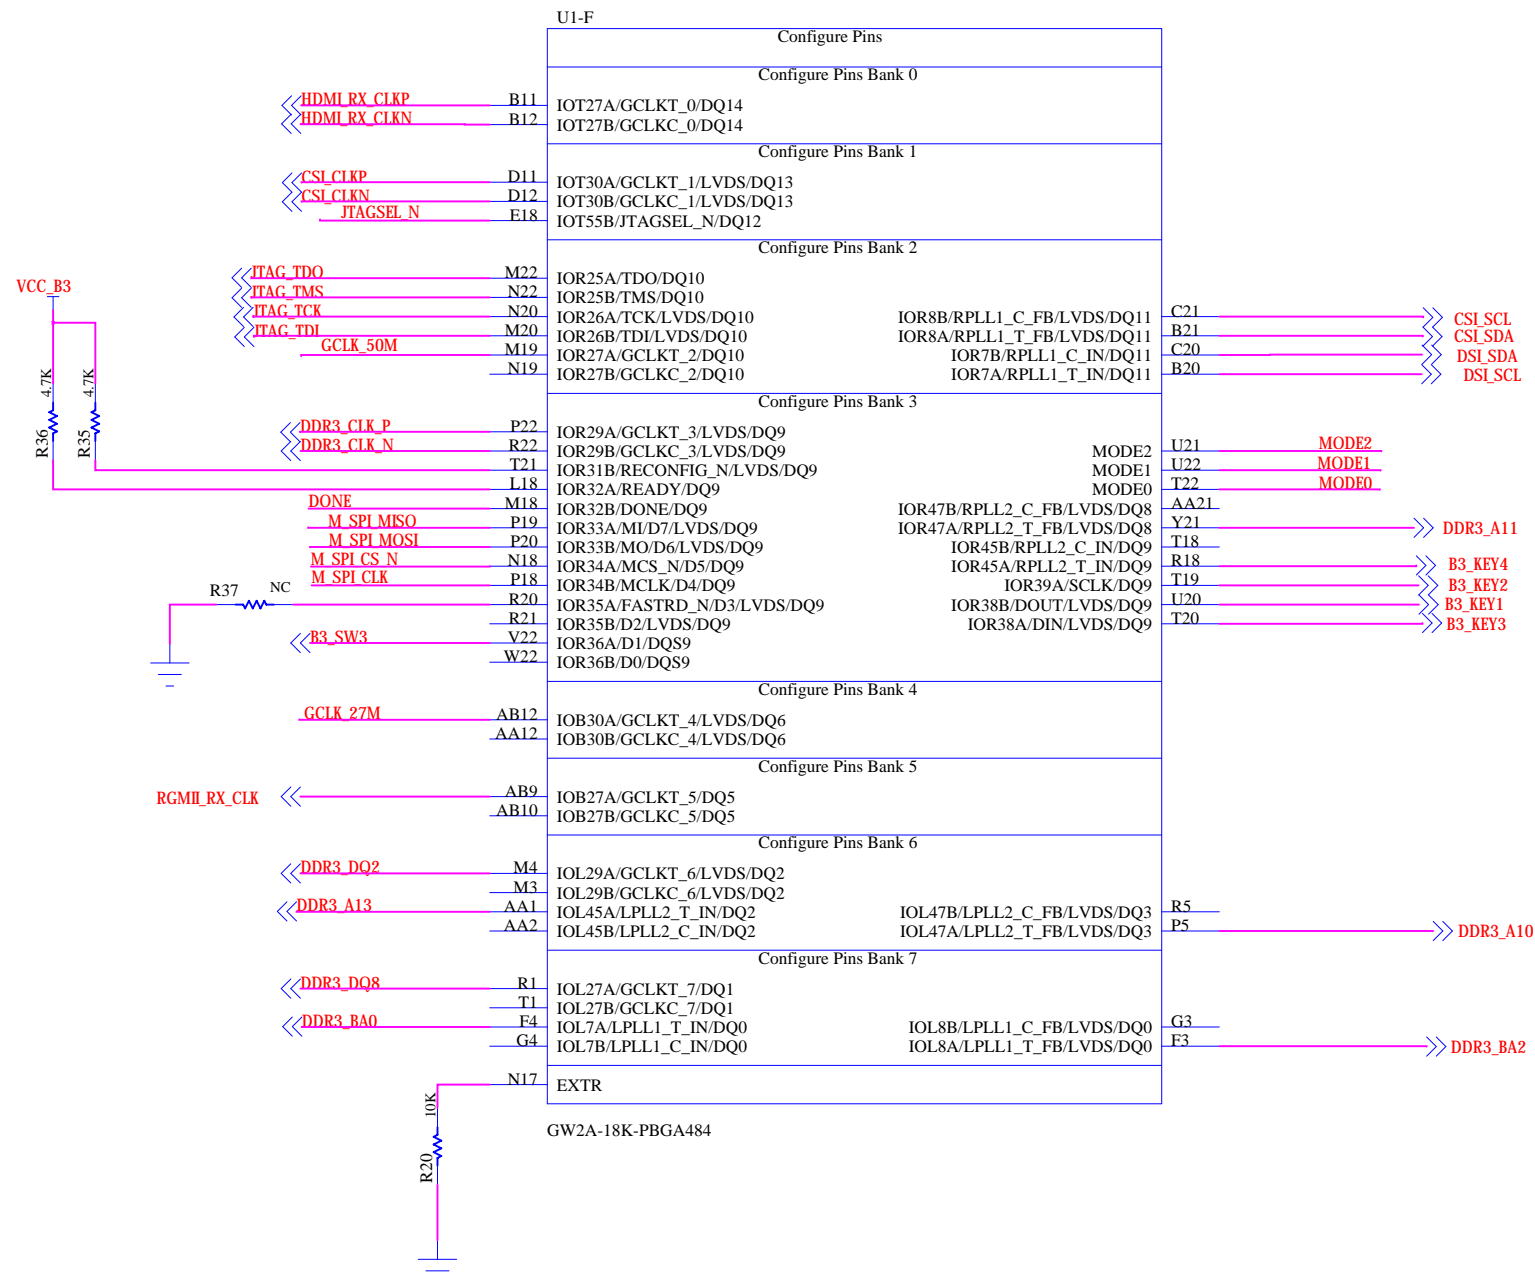 U1-F
Configure Pins
Configure Pins Bank 0
HDMI_RX_CLKP B11 IOT27A/GCLKT_0/DQ14
HDMI_RX_CLKN B12 IOT27B/GCLKC_0/DQ14
Configure Pins Bank 1
CSI_CLKP D11 IOT30A/GCLKT_1/LVDS/DQ13
CSI_CLKN D12 IOT30B/GCLKC_1/LVDS/DQ13
JTAGSEL_N E18 IOT55B/JTAGSEL_N/DQ12
Configure Pins Bank 2
JTAG_TDO M22 IOR25A/TDO/DQ10
VCC_B3
JTAG_TMS N22 IOR25B/TMS/DQ10
JTAG_TCK N20 IOR26A/TCK/LVDS/DQ10 IOR8B/RPLL1_C_FB/LVDS/DQ11 C21 CSI_SCL
JTAG_TDI M20 IOR26B/TDI/LVDS/DQ10 IOR8A/RPLL1_T_FB/LVDS/DQ11 B21 CSI_SDA
GCLK_50M M19 IOR27A/GCLKT_2/DQ10 IOR7B/RPLL1_C_IN/DQ11 C20 DSI_SDA
N19 IOR27B/GCLKC_2/DQ10 IOR7A/RPLL1_T_IN/DQ11 B20 DSI_SCL
4.7K 4.7K
R36 R35
Configure Pins Bank 3
DDR3_CLK_P P22 IOR29A/GCLKT_3/LVDS/DQ9
DDR3_CLK_N R22 IOR29B/GCLKC_3/LVDS/DQ9 MODE2 U21 MODE2
T21 IOR31B/RECONFIG_N/LVDS/DQ9 MODE1 U22 MODE1
L18 IOR32A/READY/DQ9 MODE0 T22 MODE0
DONE M18 IOR32B/DONE/DQ9 IOR47B/RPLL2_C_FB/LVDS/DQ8 AA21
M_SPI_MISO P19 IOR33A/MI/D7/LVDS/DQ9 IOR47A/RPLL2_T_FB/LVDS/DQ8 Y21 DDR3_A11
M_SPI_MOSI P20 IOR33B/MO/D6/LVDS/DQ9 IOR45B/RPLL2_C_IN/DQ9 T18
M_SPI_CS_N N18 IOR34A/MCS_N/D5/DQ9 IOR45A/RPLL2_T_IN/DQ9 R18 B3_KEY4
M_SPI_CLK P18 IOR34B/MCLK/D4/DQ9 IOR39A/SCLK/DQ9 T19 B3_KEY2
R37 NC R20 IOR35A/FASTRD_N/D3/LVDS/DQ9 IOR38B/DOUT/LVDS/DQ9 U20 B3_KEY1
R21 IOR35B/D2/LVDS/DQ9 IOR38A/DIN/LVDS/DQ9 T20 B3_KEY3
B3_SW3 V22 IOR36A/D1/DQS9
W22 IOR36B/D0/DQS9
Configure Pins Bank 4
GCLK_27M AB12 IOB30A/GCLKT_4/LVDS/DQ6
AA12 IOB30B/GCLKC_4/LVDS/DQ6
Configure Pins Bank 5
RGMII_RX_CLK AB9 IOB27A/GCLKT_5/DQ5
AB10 IOB27B/GCLKC_5/DQ5
Configure Pins Bank 6
DDR3_DQ2 M4 IOL29A/GCLKT_6/LVDS/DQ2
M3 IOL29B/GCLKC_6/LVDS/DQ2
DDR3_A13 AA1 IOL45A/LPLL2_T_IN/DQ2 IOL47B/LPLL2_C_FB/LVDS/DQ3 R5
AA2 IOL45B/LPLL2_C_IN/DQ2 IOL47A/LPLL2_T_FB/LVDS/DQ3 P5 DDR3_A10
Configure Pins Bank 7
DDR3_DQ8 R1 IOL27A/GCLKT_7/DQ1
T1 IOL27B/GCLKC_7/DQ1
DDR3_BA0 F4 IOL7A/LPLL1_T_IN/DQ0 IOL8B/LPLL1_C_FB/LVDS/DQ0 G3
G4 IOL7B/LPLL1_C_IN/DQ0 IOL8A/LPLL1_T_FB/LVDS/DQ0 F3 DDR3_BA2
N17 EXTR
10K
R20
GW2A-18K-PBGA484